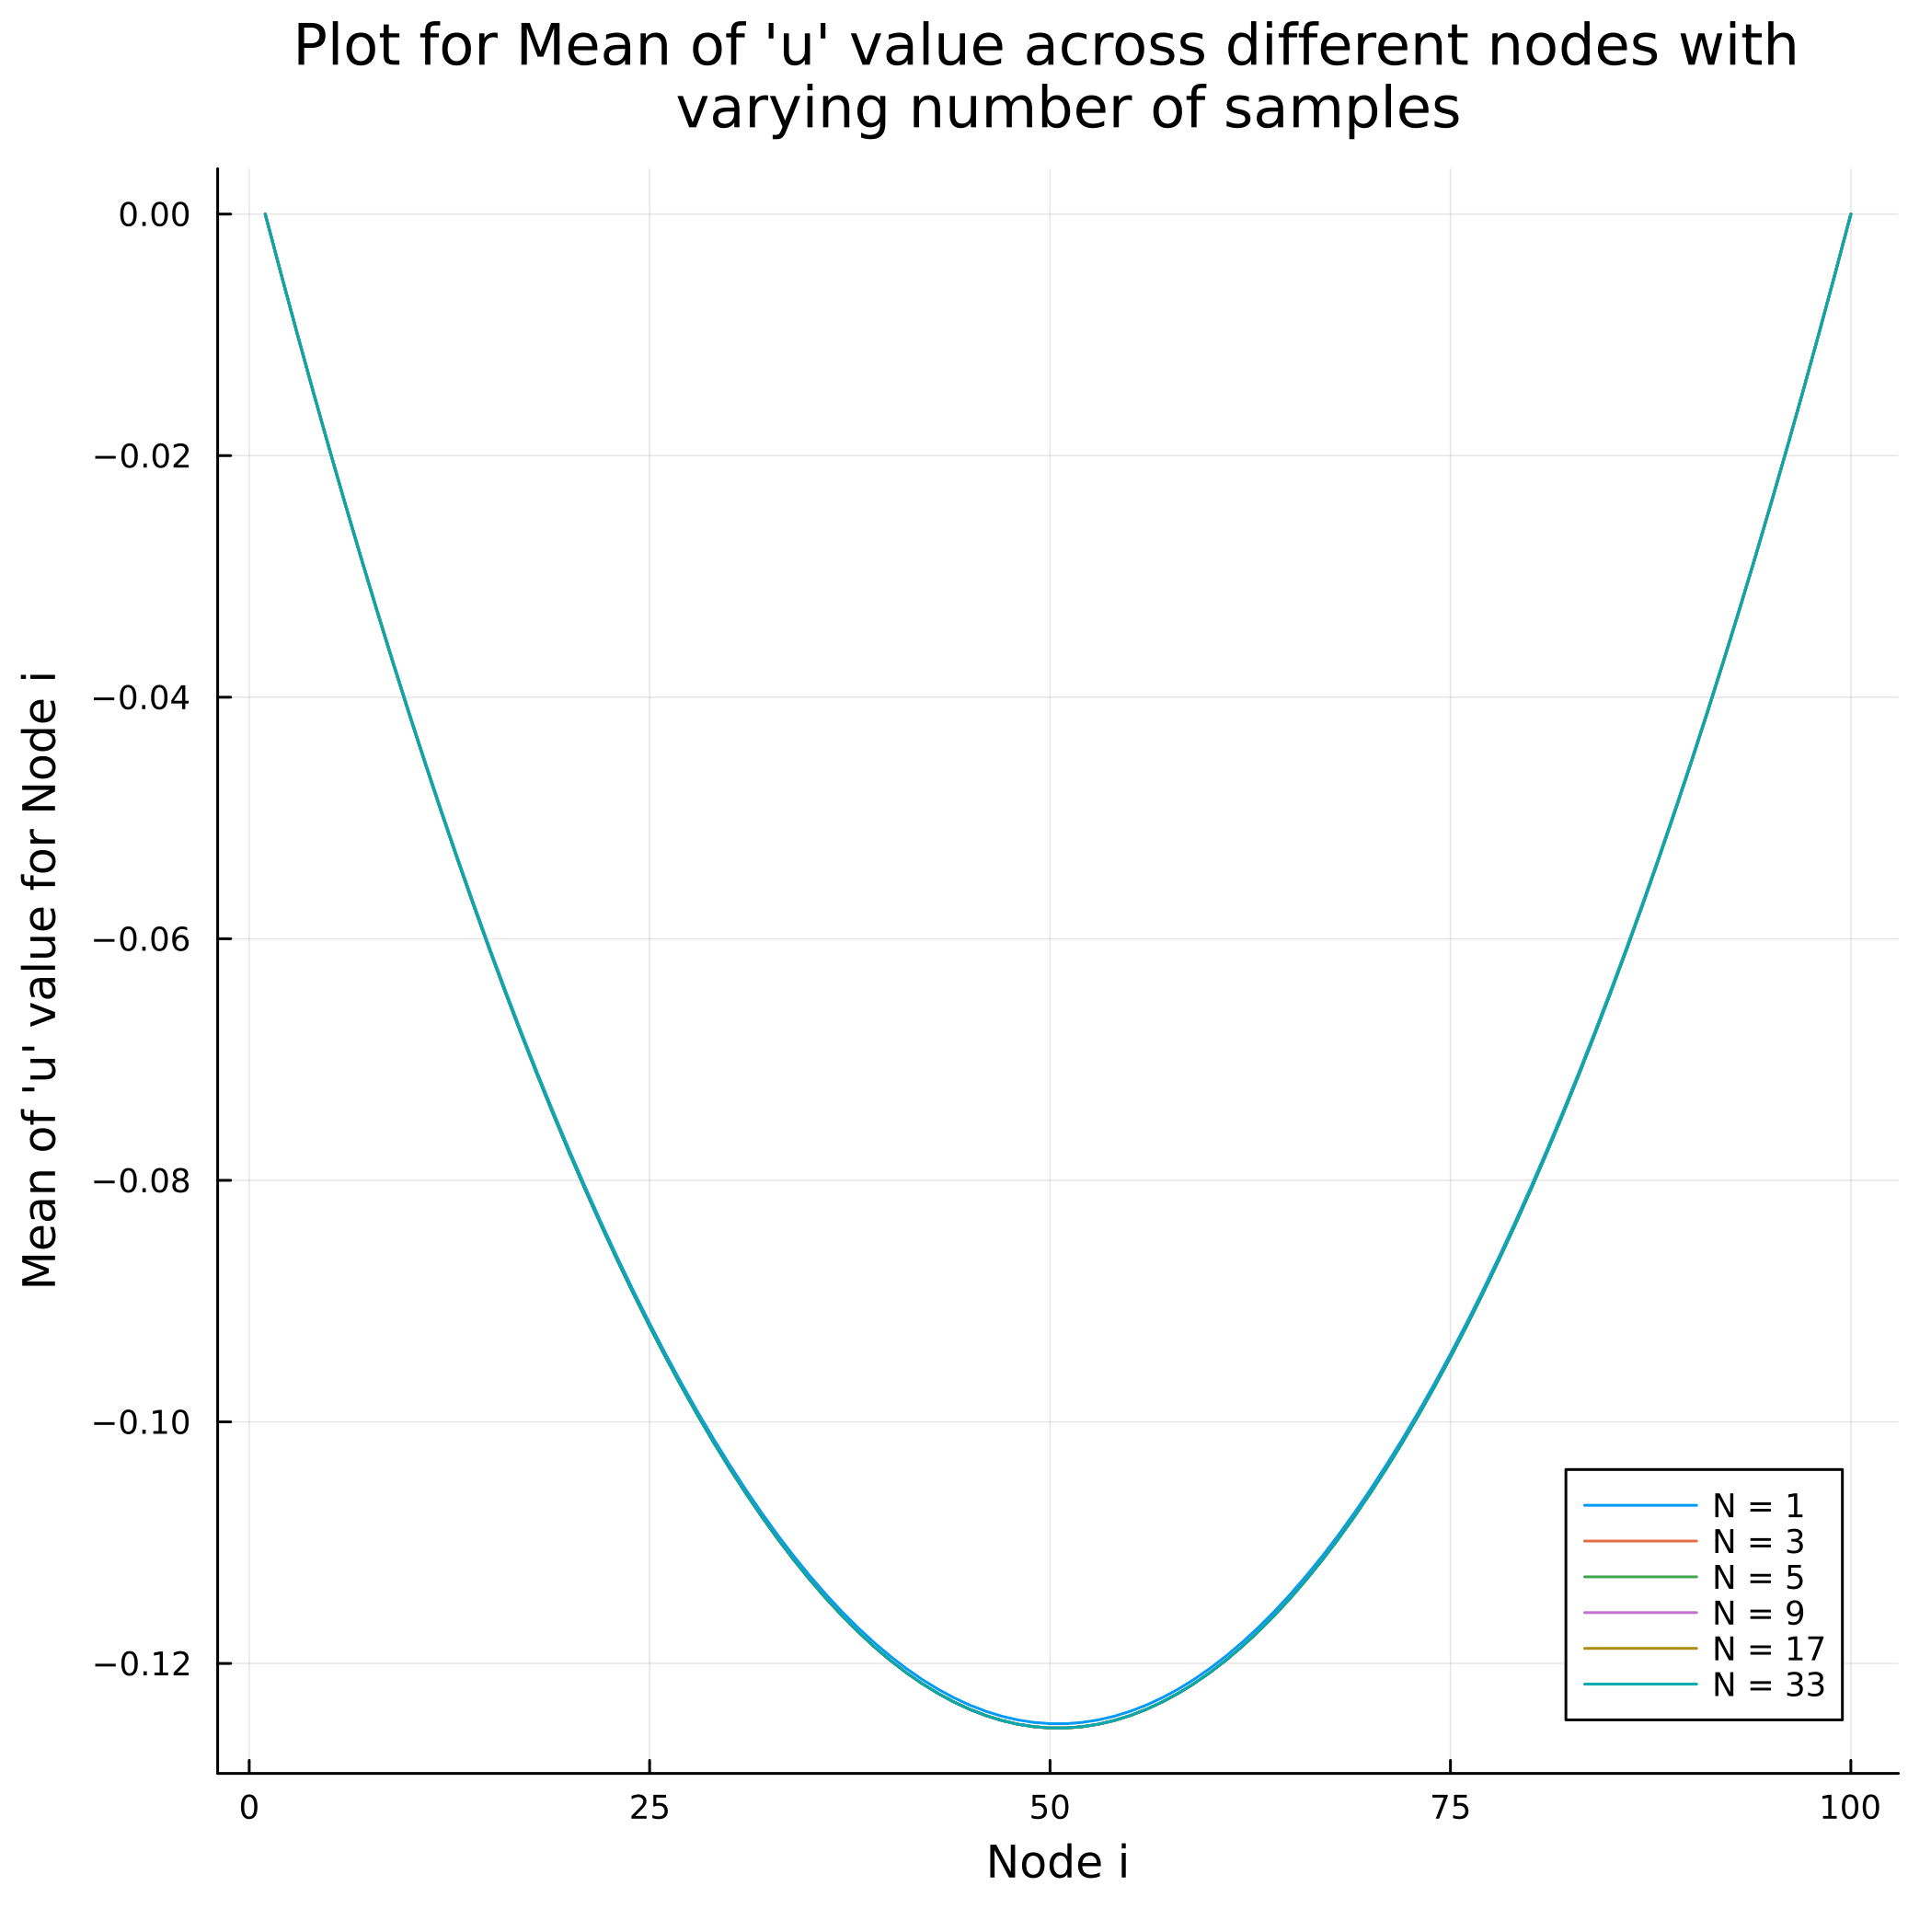 Plot for Mean of 'u' value across different nodes with
varying number of samples
0.00
−0.02
−0.04
−0.06
−0.08
−0.10
−0.12
Mean of 'u' value for Node i
N = 1
N = 3
N = 5
N = 9
N = 17
N = 33
0
25
50
75
100
Node i